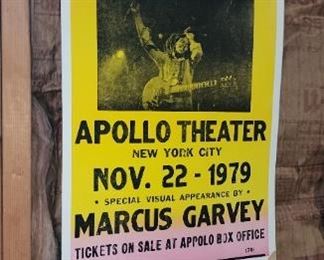 APOLLO THEATER
NEW YORK CITY
NOV. 22 - 1979
• SPECIAL VISUAL APPEARANCE BY •
MARCUS GARVEY
TICKETS ON SALE AT APPOLO BOX OFFICE